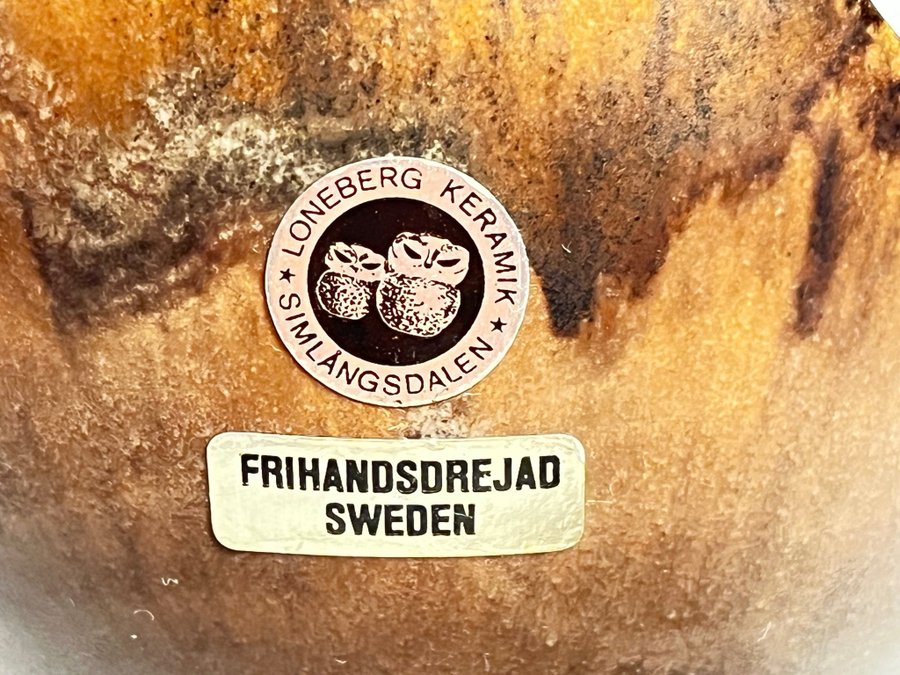 LONEBERG KERAMIK
★ SIMLÅNGSDALEN ★
FRIHANDSDREJAD
SWEDEN